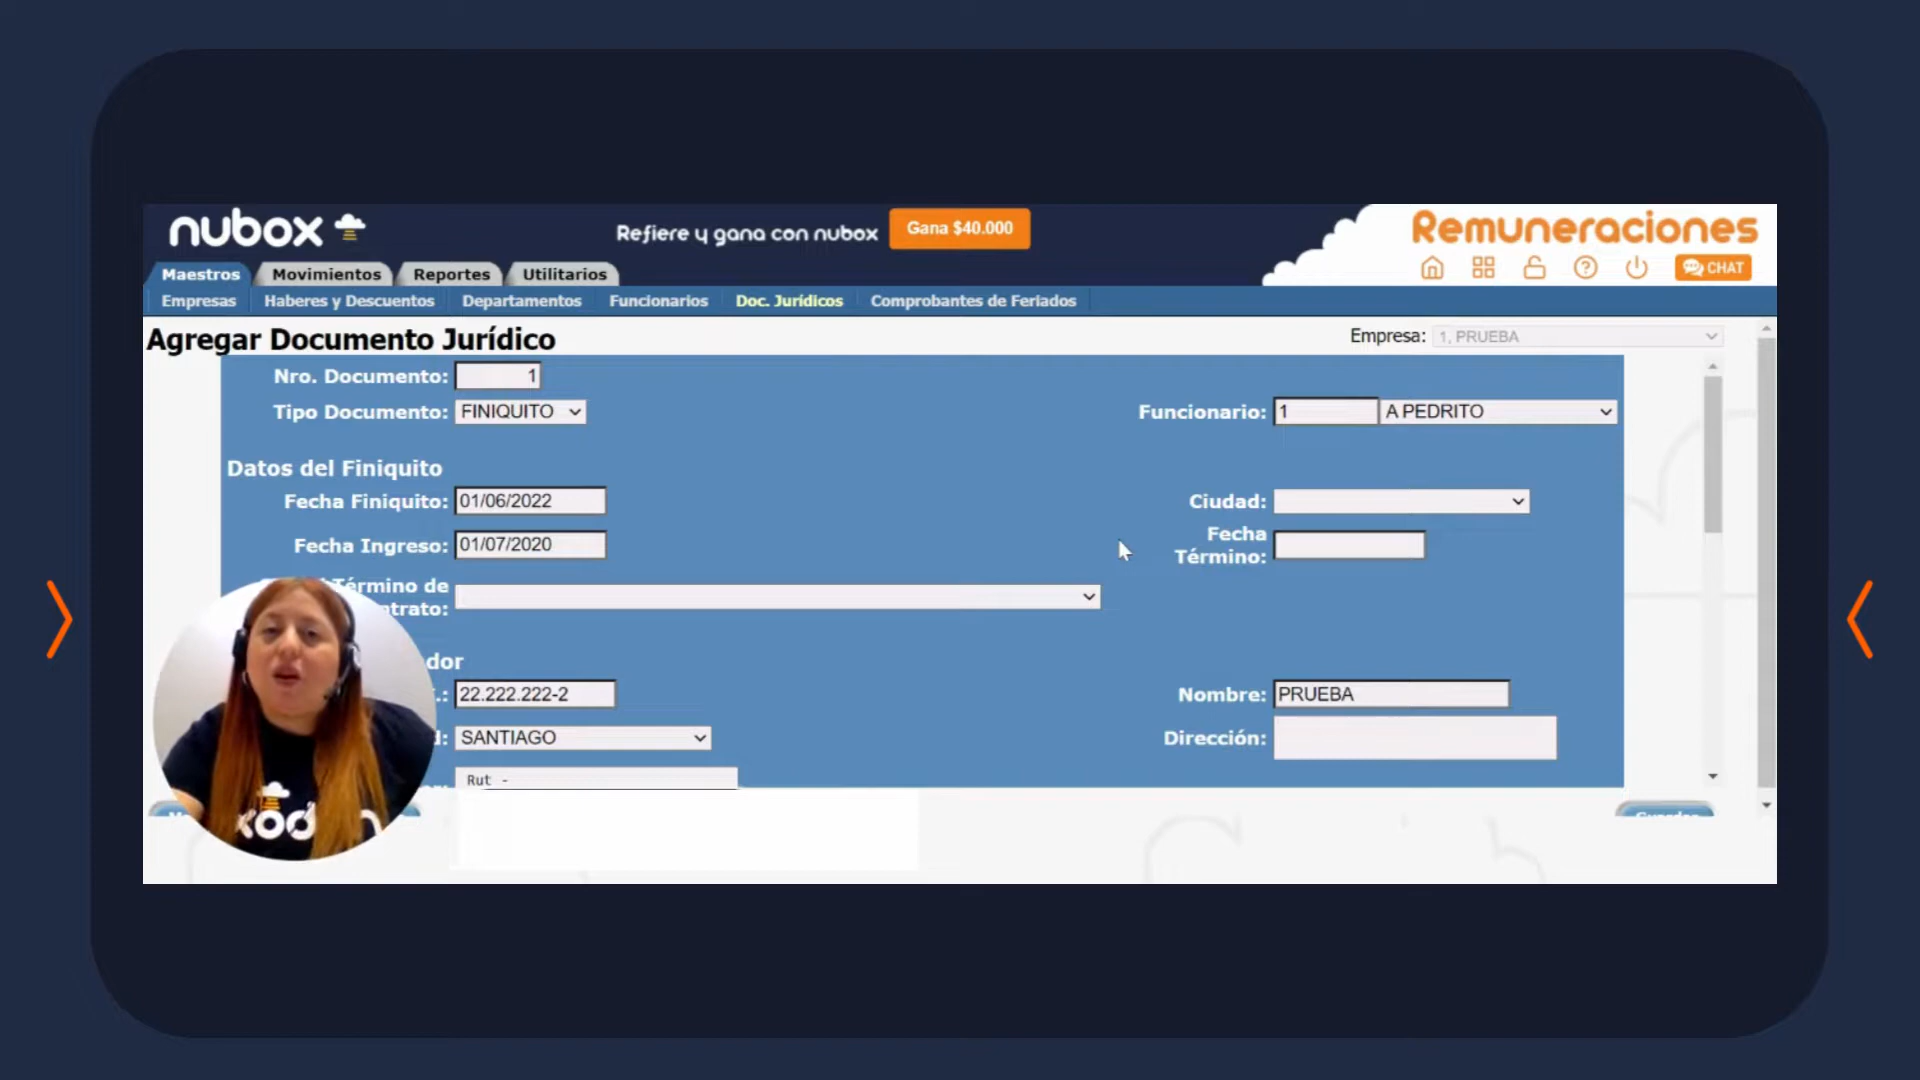 nubox
Refiere y gana con nubox
Gana $40.000
Remuneraciones
CHAT
Maestros
Movimientos
Reportes
Utilitarios
Empresas
Haberes y Descuentos
Departamentos
Funcionarios
Doc. Jurídicos
Comprobantes de Feriados
Agregar Documento Jurídico
Empresa: 1, PRUEBA
Nro. Documento: 1
Tipo Documento: FINIQUITO
Funcionario: 1 A PEDRITO
Datos del Finiquito
Fecha Finiquito: 01/06/2022
Ciudad:
Fecha Ingreso: 01/07/2020
Fecha
Término:
Término de
ntrato:
dor
.: 22.222.222-2
Nombre: PRUEBA
d: SANTIAGO
Dirección:
Rut -
Guardar